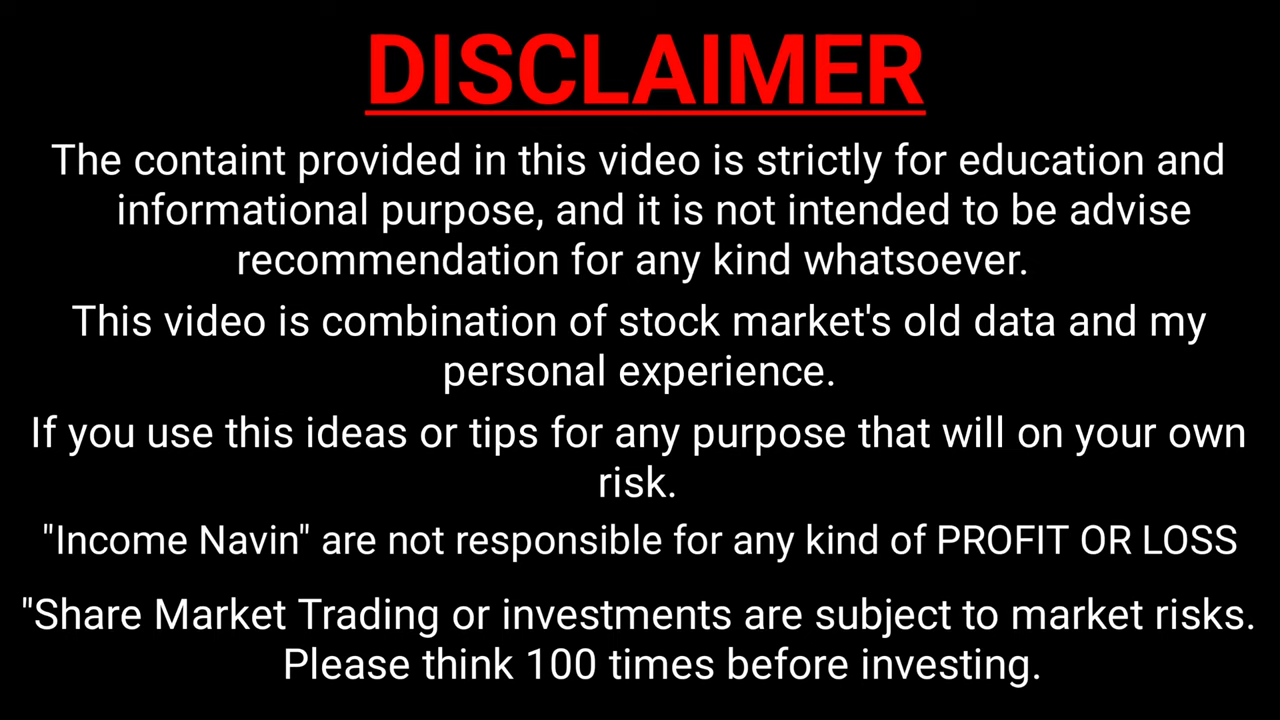 DISCLAIMER
The containt provided in this video is strictly for education and
informational purpose, and it is not intended to be advise
recommendation for any kind whatsoever.
This video is combination of stock market's old data and my
personal experience.
If you use this ideas or tips for any purpose that will on your own
risk.
"Income Navin" are not responsible for any kind of PROFIT OR LOSS
"Share Market Trading or investments are subject to market risks.
Please think 100 times before investing.